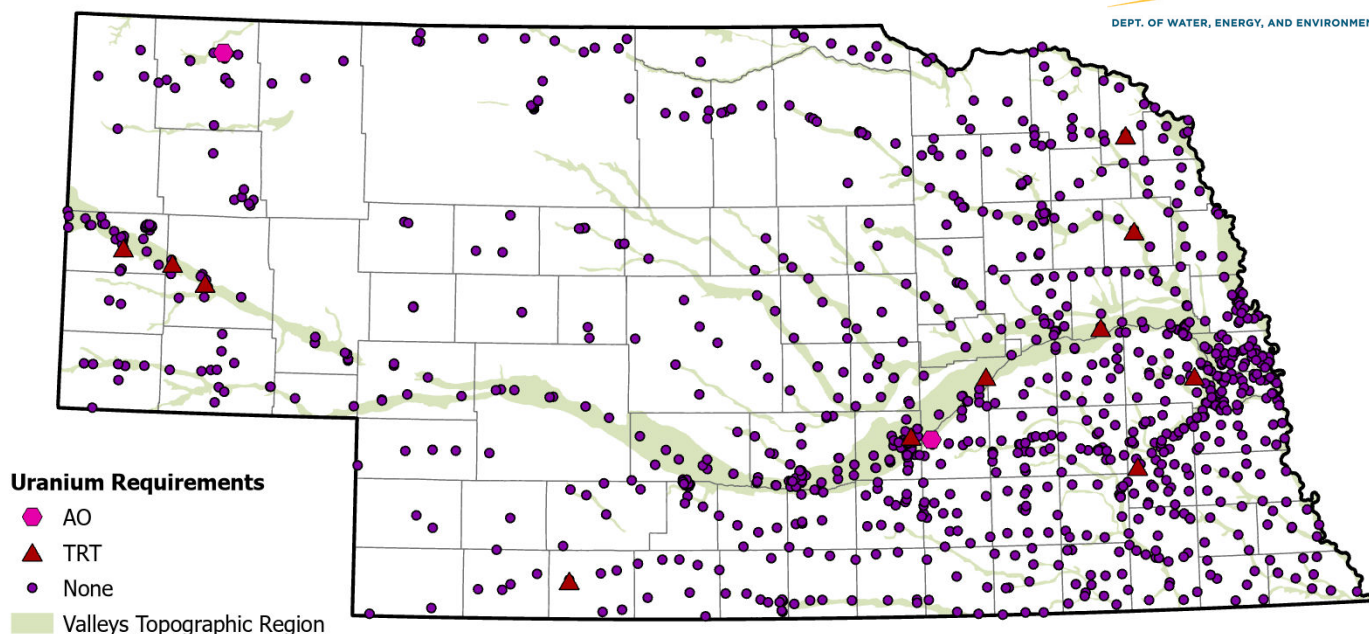 DEPT. OF WATER, ENERGY, AND ENVIRONMEN
Uranium Requirements
AO
TRT
None
Valleys Topographic Region